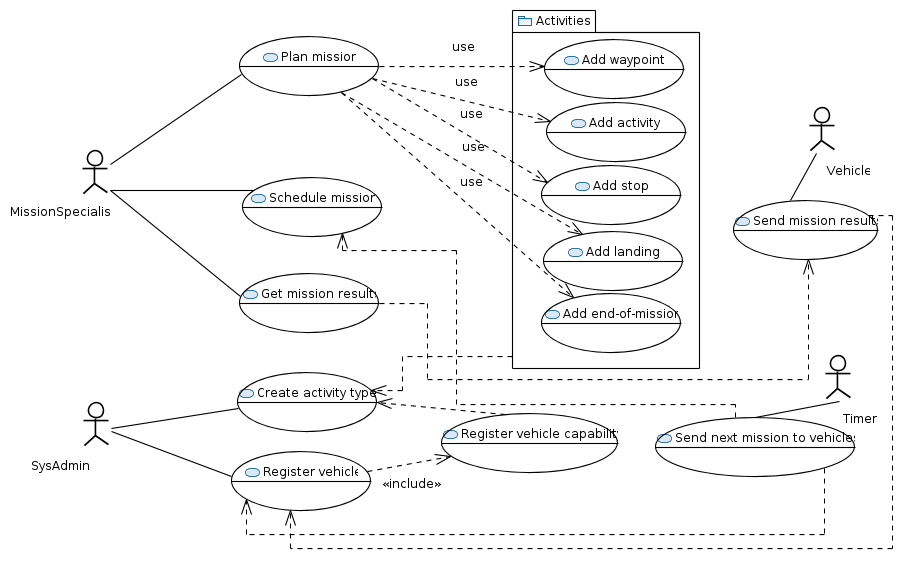 Activities
Plan mission
use
Add waypoint
use
Add activity
use
use
use
Vehicle
MissionSpecialis
Schedule mission
Add stop
Send mission result
Add landing
Get mission result
Add end-of-mission
Create activity type
Timer
SysAdmin
Register vehicle capabilit
Send next mission to vehicle
Register vehicle
«include»